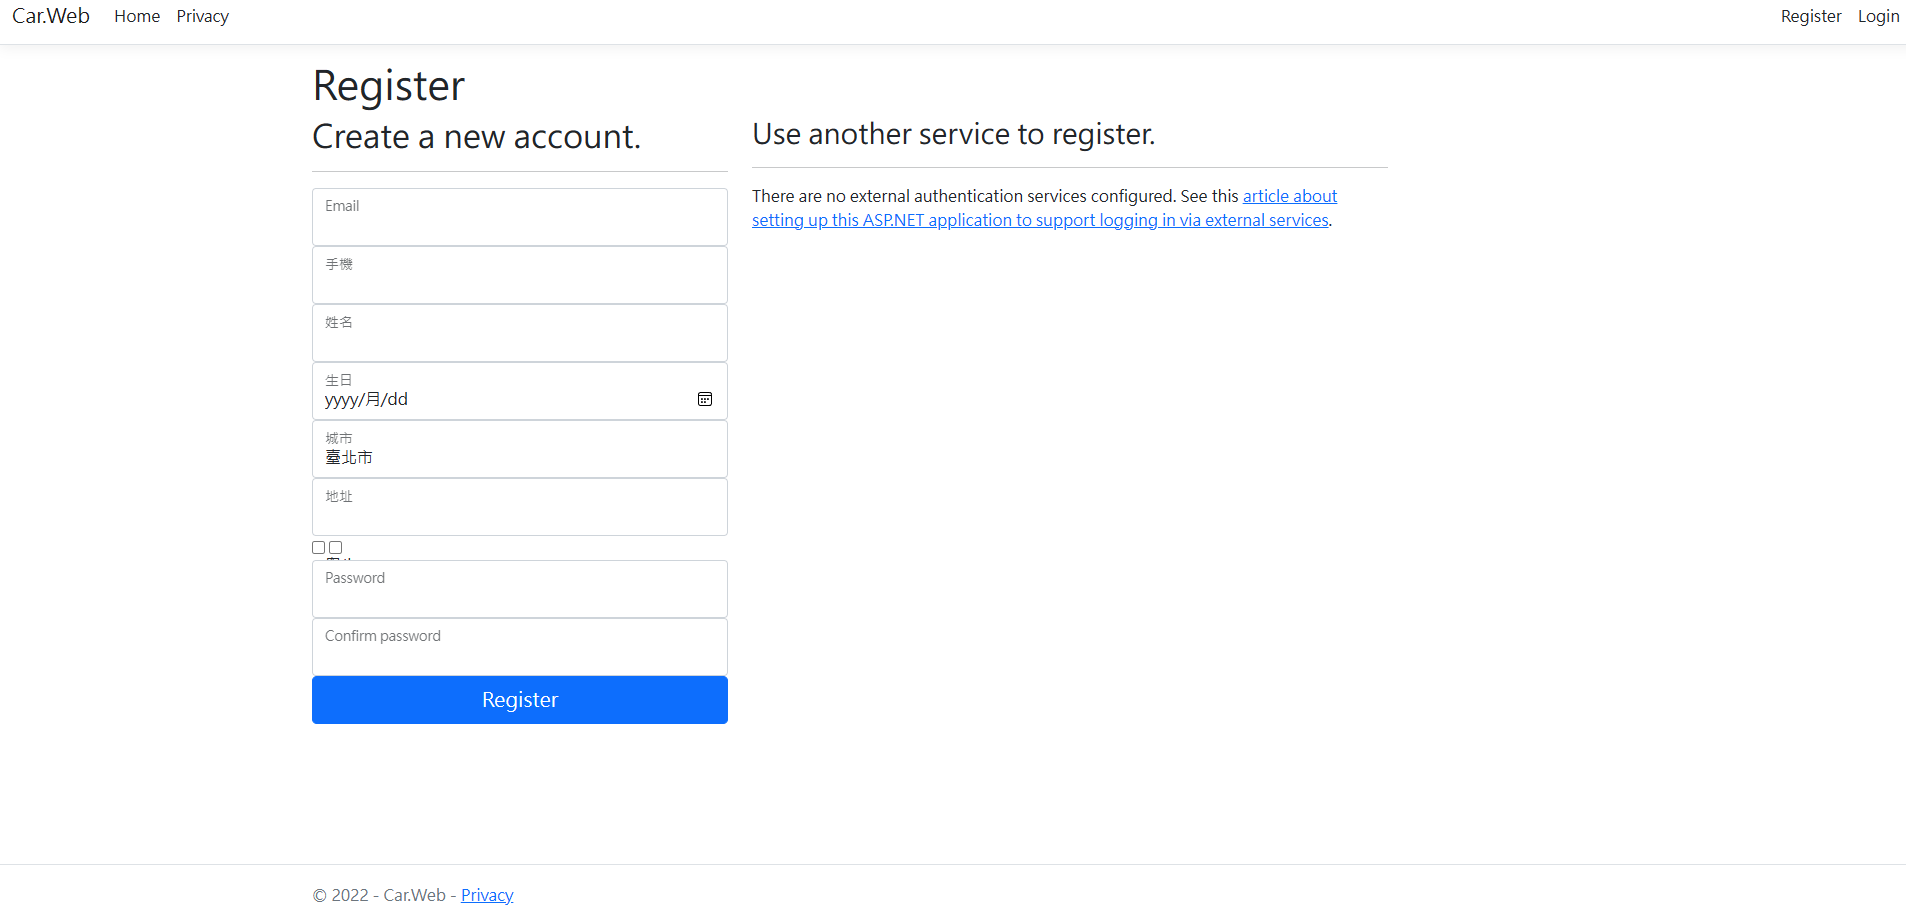 Car.Web Home Privacy Register Login
Register
Create a new account.
Email
手機
姓名
生日
yyyy/月/dd
城市
臺北市
地址
Password
Confirm password
Register
Use another service to register.
There are no external authentication services configured. See this article about
setting up this ASP.NET application to support logging in via external services.
© 2022 - Car.Web - Privacy